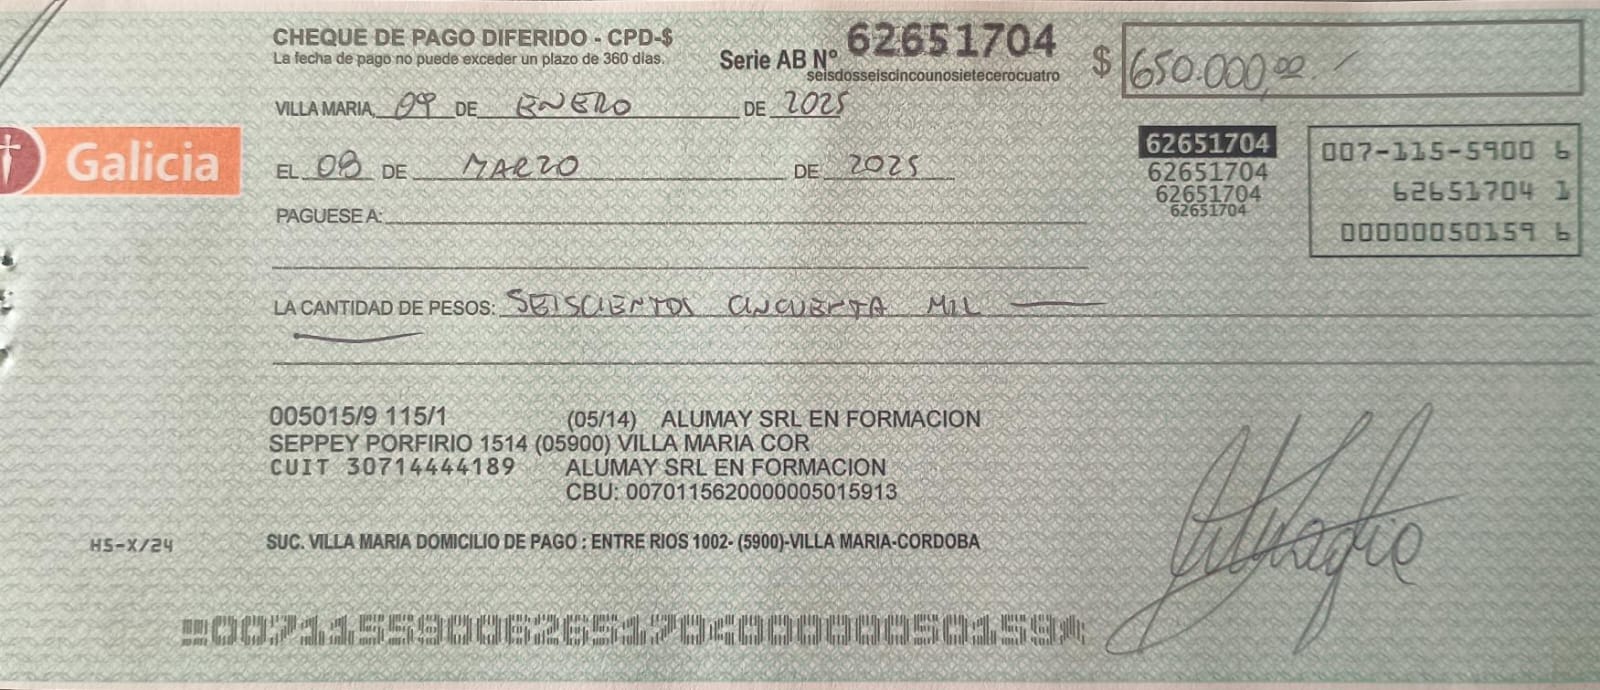 CHEQUE DE PAGO DIFERIDO - CPD-$
La fecha de pago no puede exceder un plazo de 360 dias.
Serie AB Nº 62651704
seisdosseiscincounosietecerocuatro
$ 650.000,00
VILLA MARIA, 09 DE ENERO DE 2025
Galicia
EL 08 DE MARZO DE 2025
PAGUESE A:
62651704
62651704
62651704
62651704
007-115-5900 6
62651704 1
00000050159 6
LA CANTIDAD DE PESOS: SEISCIENTOS CINCUENTA MIL
005015/9 115/1 (05/14) ALUMAY SRL EN FORMACION
SEPPEY PORFIRIO 1514 (05900) VILLA MARIA COR
CUIT 30714444189 ALUMAY SRL EN FORMACION
CBU: 0070115620000005015913
HS-X/24
SUC. VILLA MARIA DOMICILIO DE PAGO : ENTRE RIOS 1002- (5900)-VILLA MARIA-CORDOBA
00711559006265170400000050159